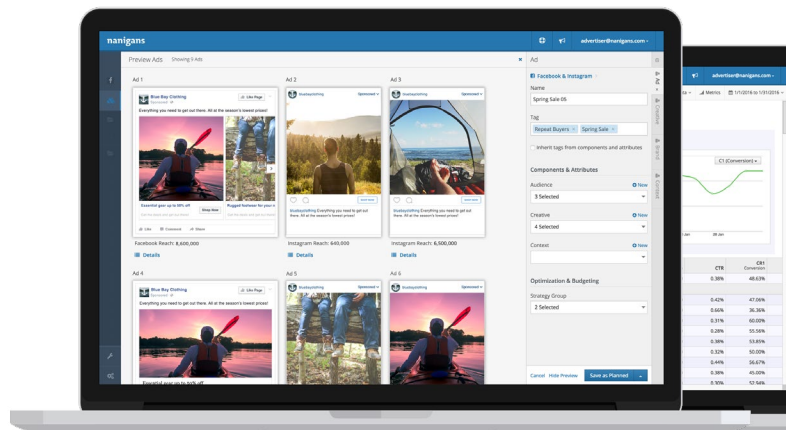 nanigans
advertiser@nanigans.com
Preview Ads Showing 5 Ads
Ad 1
Blue Bay Clothing
Sponsored
Like Page
Everything you need to get out there. All at the season's lowest prices!
Essential gear up to 50% off
Shop Now
Rugged footwear for your
Like Comment Share
Facebook Reach: 8,600,000
Details
Ad 2
bluebayclothing Sponsored
bluebayclothing Everything you need to get out
there. All at the season's lowest prices!
Instagram Reach: 640,000
Details
Ad 3
bluebayclothing Sponsored
bluebayclothing Everything you need to get out
there. All at the season's lowest prices!
Instagram Reach: 6,500,000
Details
Ad 4
Blue Bay Clothing
Sponsored
Like Page
Everything you need to get out there. All at the season's lowest prices!
Essential gear up to 50% off
Ad 5
bluebayclothing Sponsored
Ad 6
bluebayclothing Sponsored
Ad
Facebook & Instagram
Name
Spring Sale 05
Tag
Repeat Buyers × Spring Sale ×
Inherit tags from components and attributes
Components & Attributes
Audience New
3 Selected
Creative New
4 Selected
Context New
Optimization & Budgeting
Strategy Group
2 Selected
Cancel Hide Preview Save as Planned
Ad
Creative
Brand
Context
advertiser@nanigans.com
Metrics 1/1/2016 to 1/31/2016
C1 (Conversion)
28 Jan
CTR CR1
Conversion
0.38% 48.63%
0.42% 47.06%
0.66% 36.36%
0.31% 60.00%
0.28% 55.56%
0.38% 53.85%
0.32% 50.00%
0.44% 56.67%
0.38% 45.00%
0.30% 52.94%